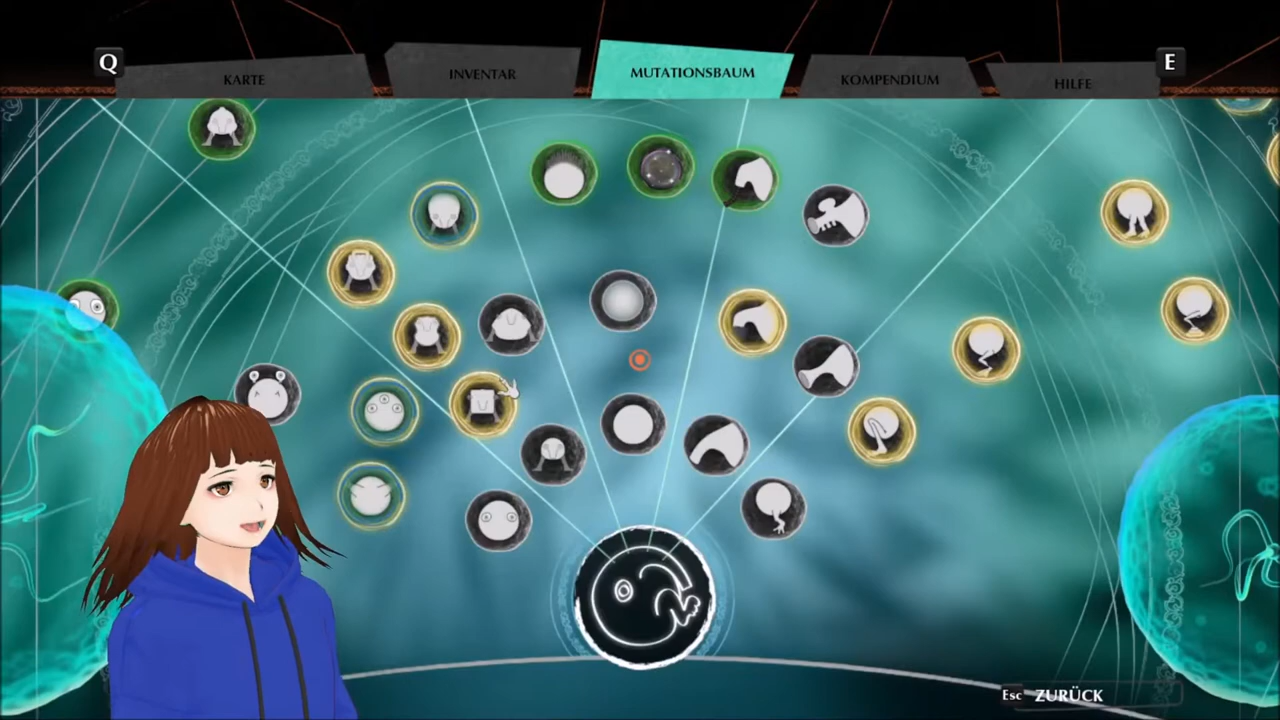 Q
KARTE
INVENTAR
MUTATIONSBAUM
KOMPENDIUM
HILFE
E
Esc ZURÜCK